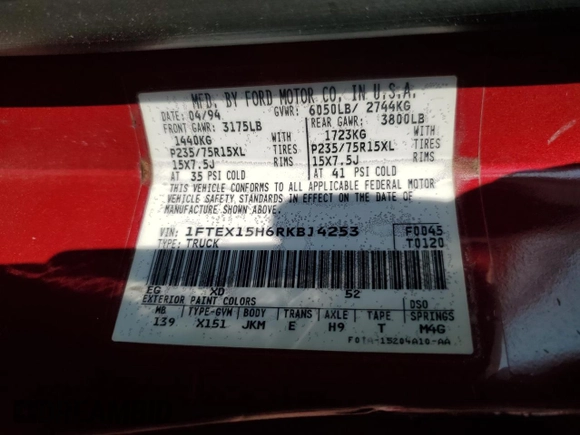 MFD. BY FORD MOTOR CO. IN U.S.A.
DATE: 04/94 GVWR: 6050LB/ 2744KG
FRONT GAWR: 3175LB REAR GAWR: 3800LB
1440KG WITH 1723KG WITH
P235/75R15XL TIRES P235/75R15XL TIRES
15X7.5J RIMS 15X7.5J RIMS
AT 35 PSI COLD AT 41 PSI COLD
THIS VEHICLE CONFORMS TO ALL APPLICABLE FEDERAL MOTOR
VEHICLE SAFETY STANDARDS IN EFFECT ON THE DATE OF
MANUFACTURE SHOWN ABOVE.
VIN: 1FTEX15H6RKB14253 F0045
TYPE: TRUCK T0120
EG XD 52
EXTERIOR PAINT COLORS DSO
WB TYPE-GVW BODY TRANS AXLE TAPE SPRINGS
139 X151 JKM E H9 T M4G
F0TA-15204A10-AA